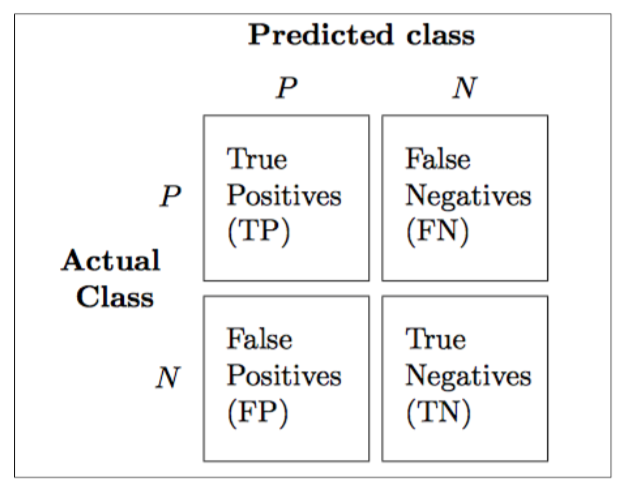 Predicted class
P N
True
Positives
(TP)
False
Negatives
(FN)
P
Actual
Class
False
Positives
(FP)
True
Negatives
(TN)
N